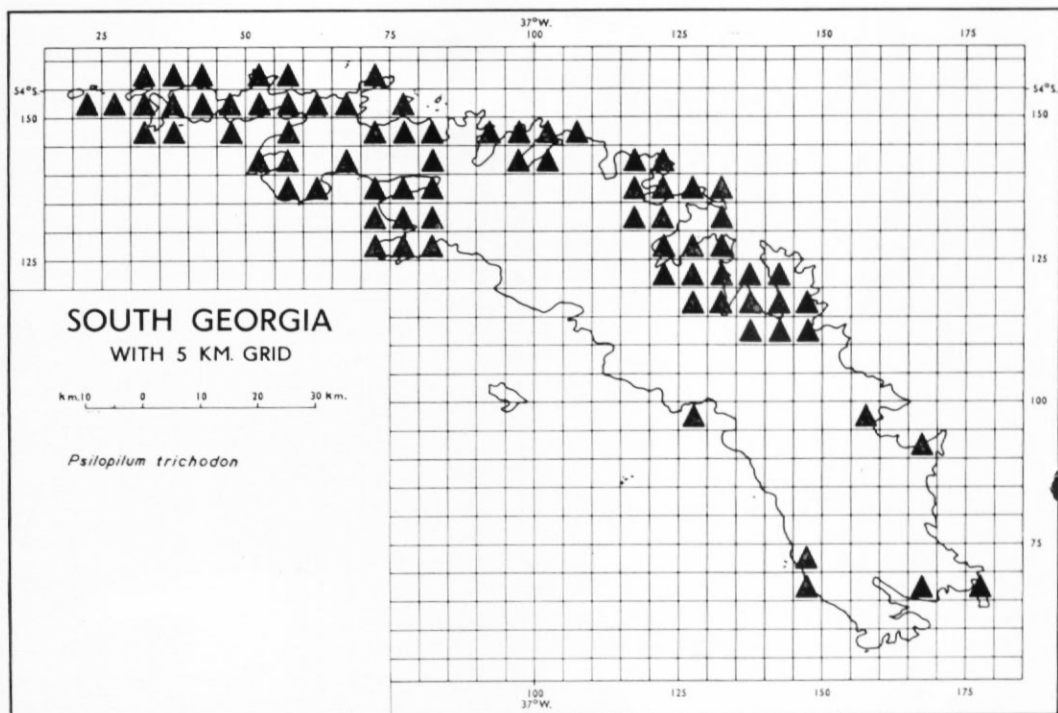 37°W.
25 50 75 100 125 150 175
54°S. 54°S.
150 150
125 125
SOUTH GEORGIA
WITH 5 KM. GRID
km.10 0 10 20 30 km.
100
Psilopilum trichodon
75
100 125 150 175
37°W.